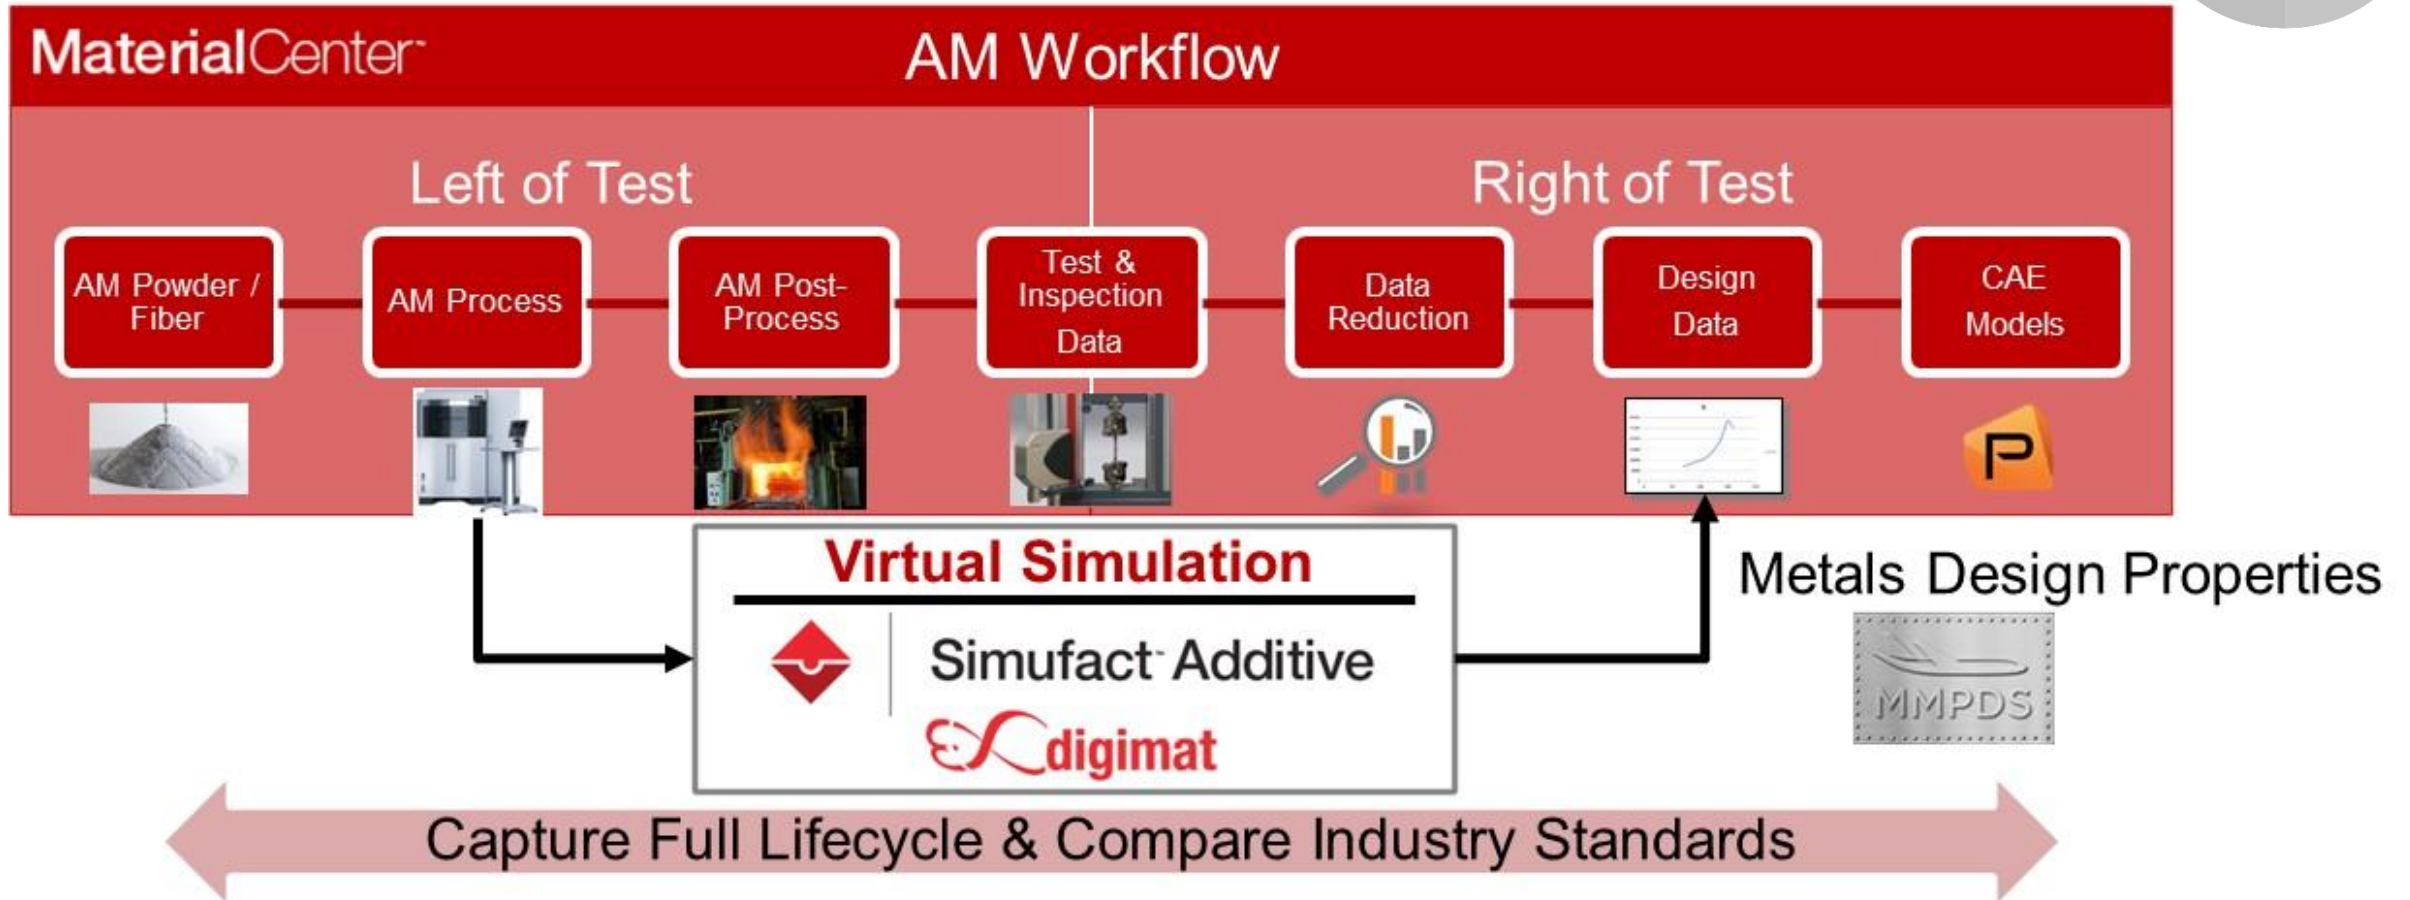 MaterialCenter™
AM Workflow
Left of Test
Right of Test
AM Powder /
Fiber
AM Process
AM Post-
Process
Test &
Inspection
Data
Data
Reduction
Design
Data
CAE
Models
P
Virtual Simulation
Simufact™ Additive
digimat
Metals Design Properties
MMPDS
Capture Full Lifecycle & Compare Industry Standards